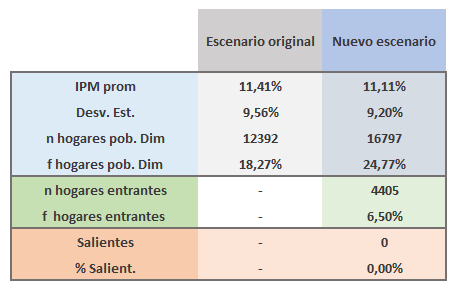 Escenario original Nuevo escenario
IPM prom 11,41% 11,11%
Desv. Est. 9,56% 9,20%
n hogares pob. Dim 12392 16797
f hogares pob. Dim 18,27% 24,77%
n hogares entrantes - 4405
f hogares entrantes - 6,50%
Salientes - 0
% Salient. - 0,00%